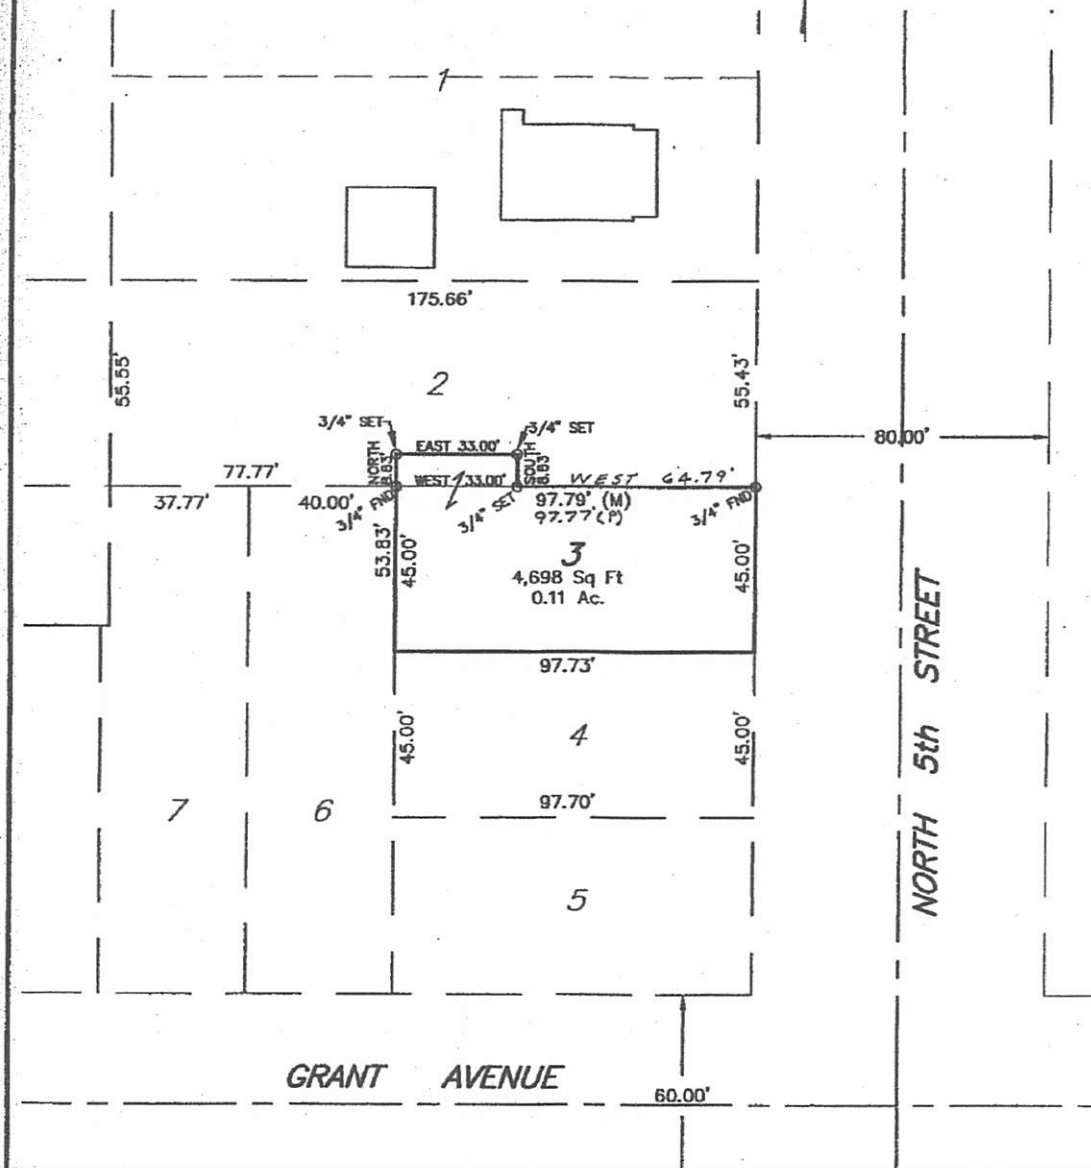 1
175.66'
55.55'
2
55.43'
3/4" SET
3/4" SET
80.00'
NORTH
8.83'
EAST 33.00'
SOUTH
8.83'
77.77'
WEST 33.00'
WEST 64.79'
37.77'
40.00'
3/4" FND
3/4" SET
97.79' (M)
97.77' (P)
3/4" FND
53.83'
45.00'
3
4,698 Sq Ft
0.11 Ac.
45.00'
97.73'
45.00'
4
45.00'
97.70'
7
6
5
NORTH 5th STREET
GRANT AVENUE
60.00'